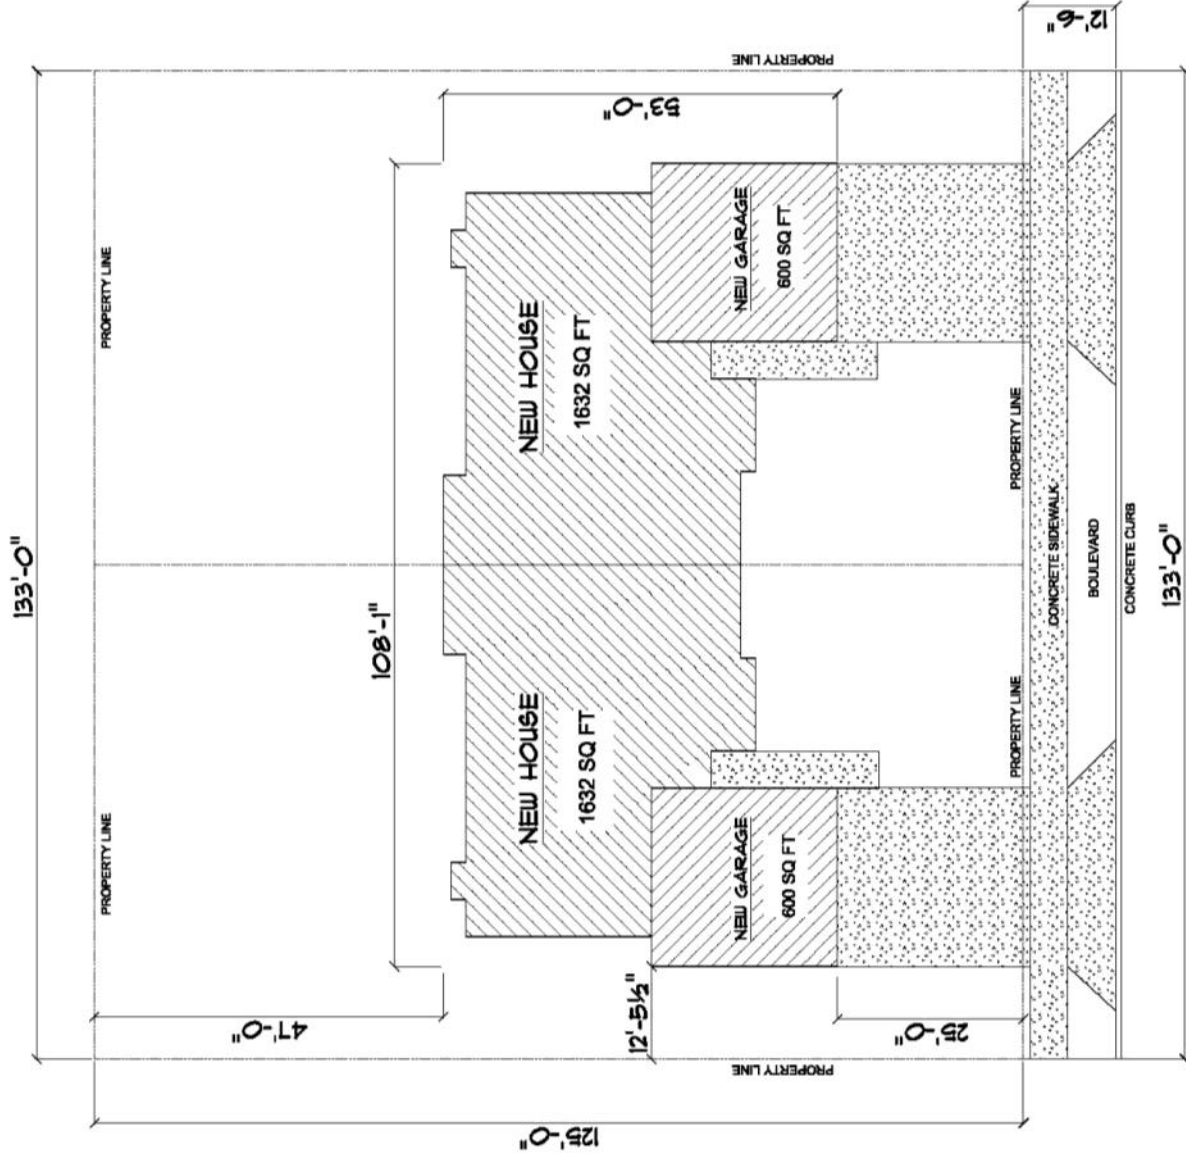 12'-6"
PROPERTY LINE
53'-0"
PROPERTY LINE
NEW GARAGE
600 SQ FT
NEW HOUSE
1632 SQ FT
PROPERTY LINE
133'-0"
108'-1"
CONCRETE SIDEWALK
BOULEVARD
CONCRETE CURB
133'-0"
NEW HOUSE
1632 SQ FT
PROPERTY LINE
PROPERTY LINE
NEW GARAGE
600 SQ FT
47'-0"
12'-5½"
25'-0"
PROPERTY LINE
125'-0"